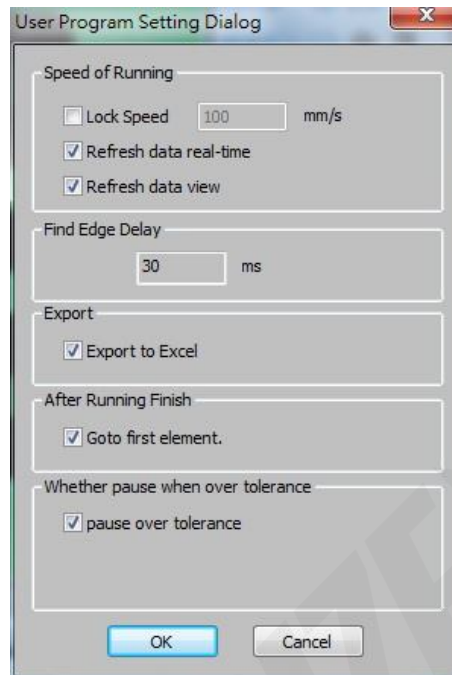 User Program Setting Dialog
Speed of Running
Lock Speed 100 mm/s
Refresh data real-time
Refresh data view
Find Edge Delay
30 ms
Export
Export to Excel
After Running Finish
Goto first element.
Whether pause when over tolerance
pause over tolerance
OK Cancel